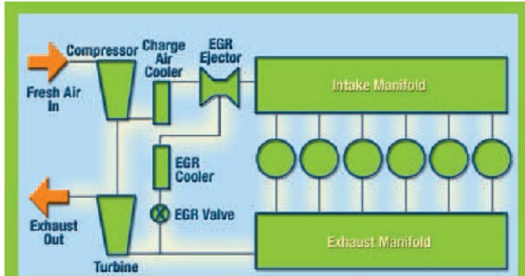 Compressor
Charge
Air
Cooler
EGR
Ejector
Fresh Air
In
Intake Manifold
EGR
Cooler
EGR Valve
Exhaust
Out
Turbine
Exhaust Manifold